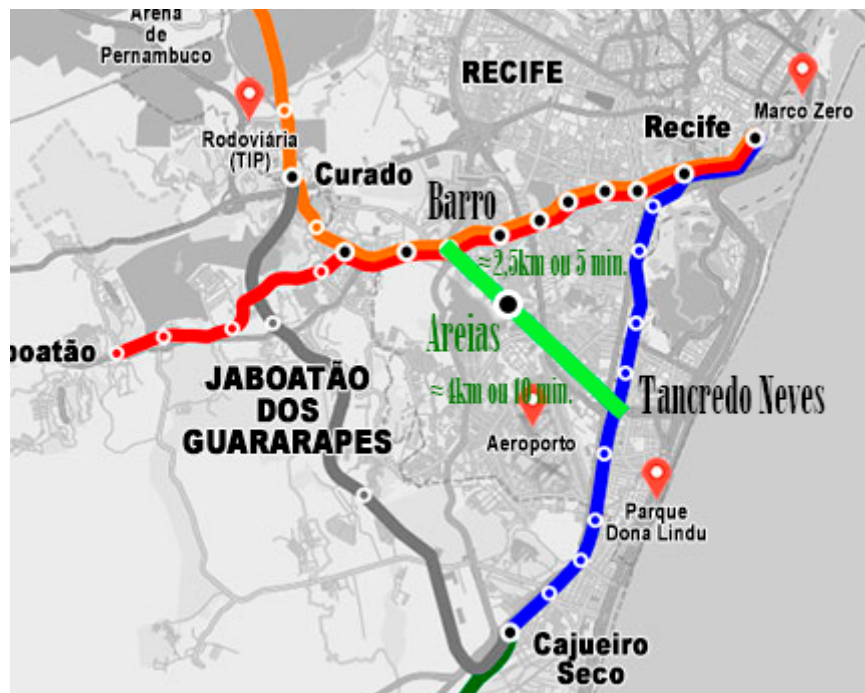 Arena
de
Pernambuco
RECIFE
Marco Zero
Recife
Rodoviária
(TIP)
Curado
Barro
≈2,5km ou 5 min.
Areias
boatão
JABOATÃO
DOS
GUARARAPES
≈4km ou 10 min.
Tancredo Neves
Aeroporto
Parque
Dona Lindu
Cajueiro
Seco